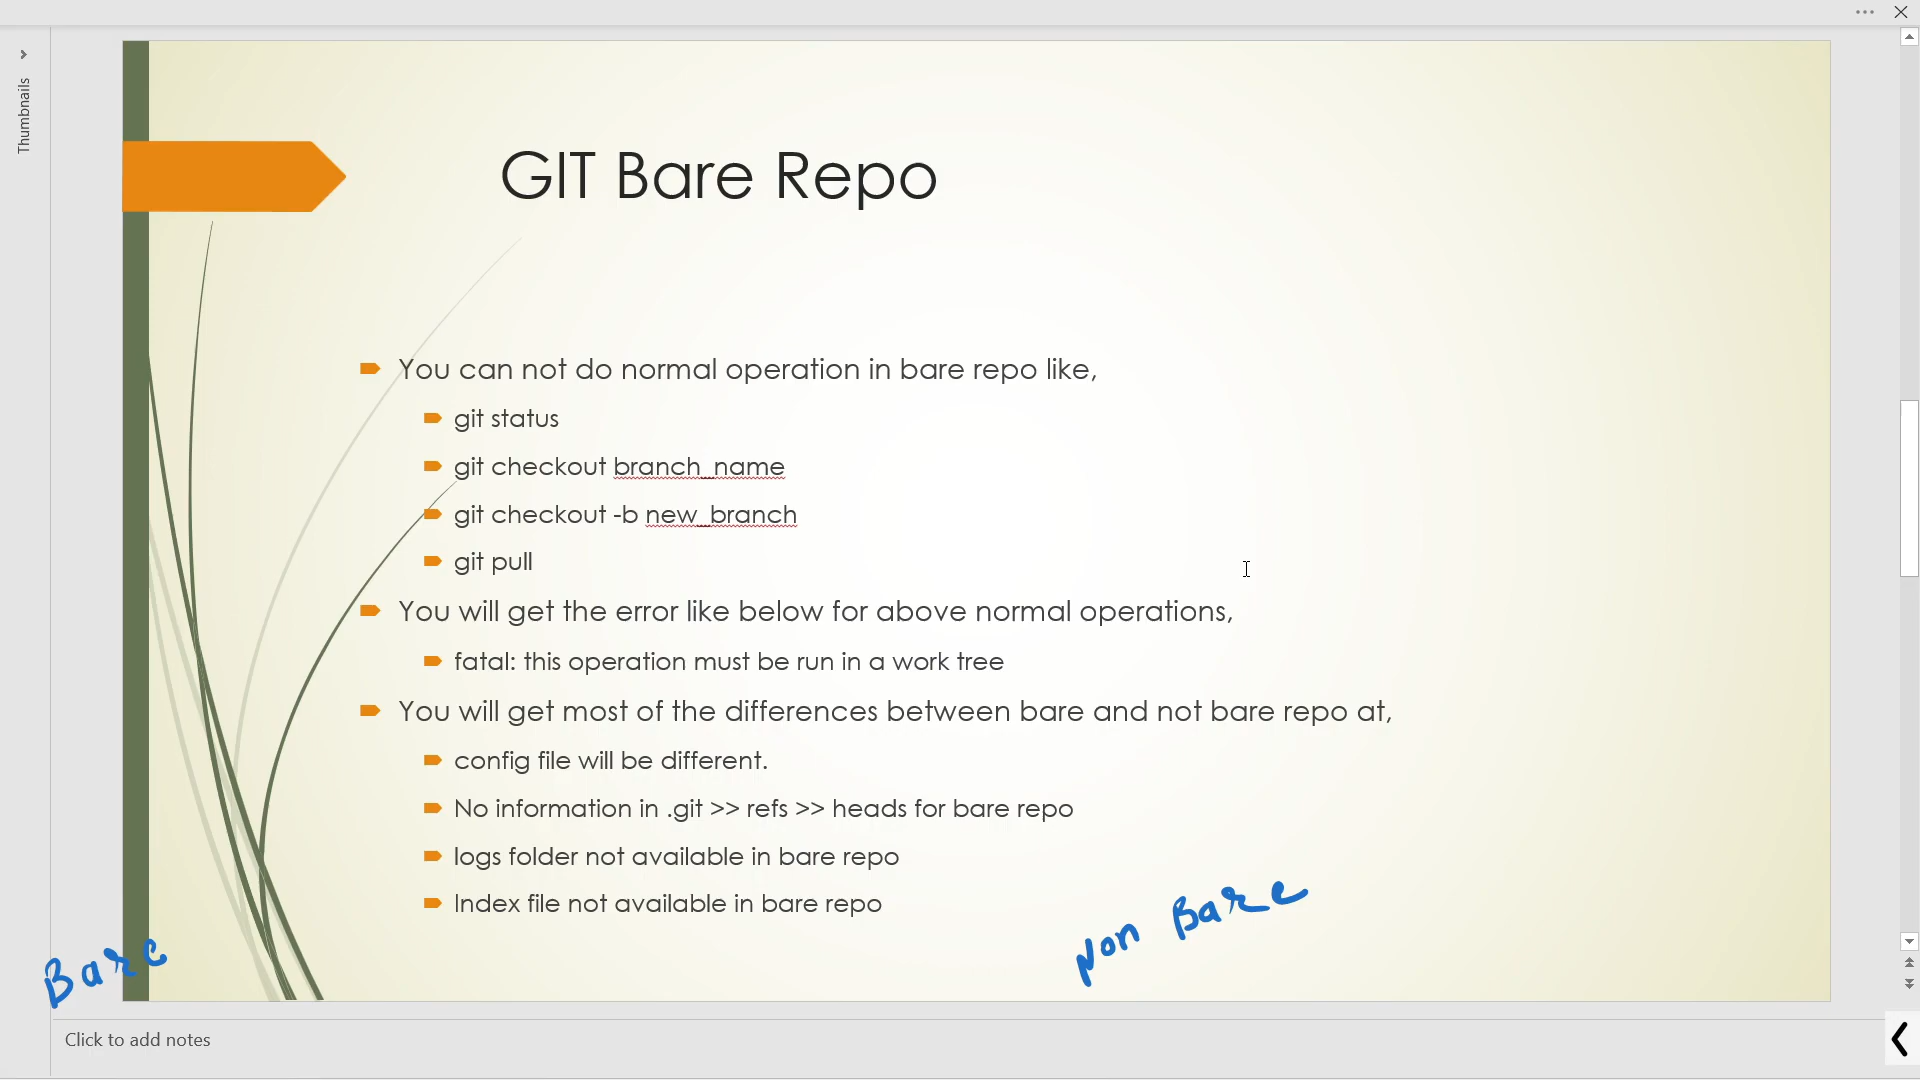 Thumbnails
GIT Bare Repo
You can not do normal operation in bare repo like,
git status
git checkout branch_name
git checkout -b new_branch
git pull
You will get the error like below for above normal operations,
fatal: this operation must be run in a work tree
You will get most of the differences between bare and not bare repo at,
config file will be different.
No information in .git >> refs >> heads for bare repo
logs folder not available in bare repo
Index file not available in bare repo
Non Bare
Bare
Click to add notes